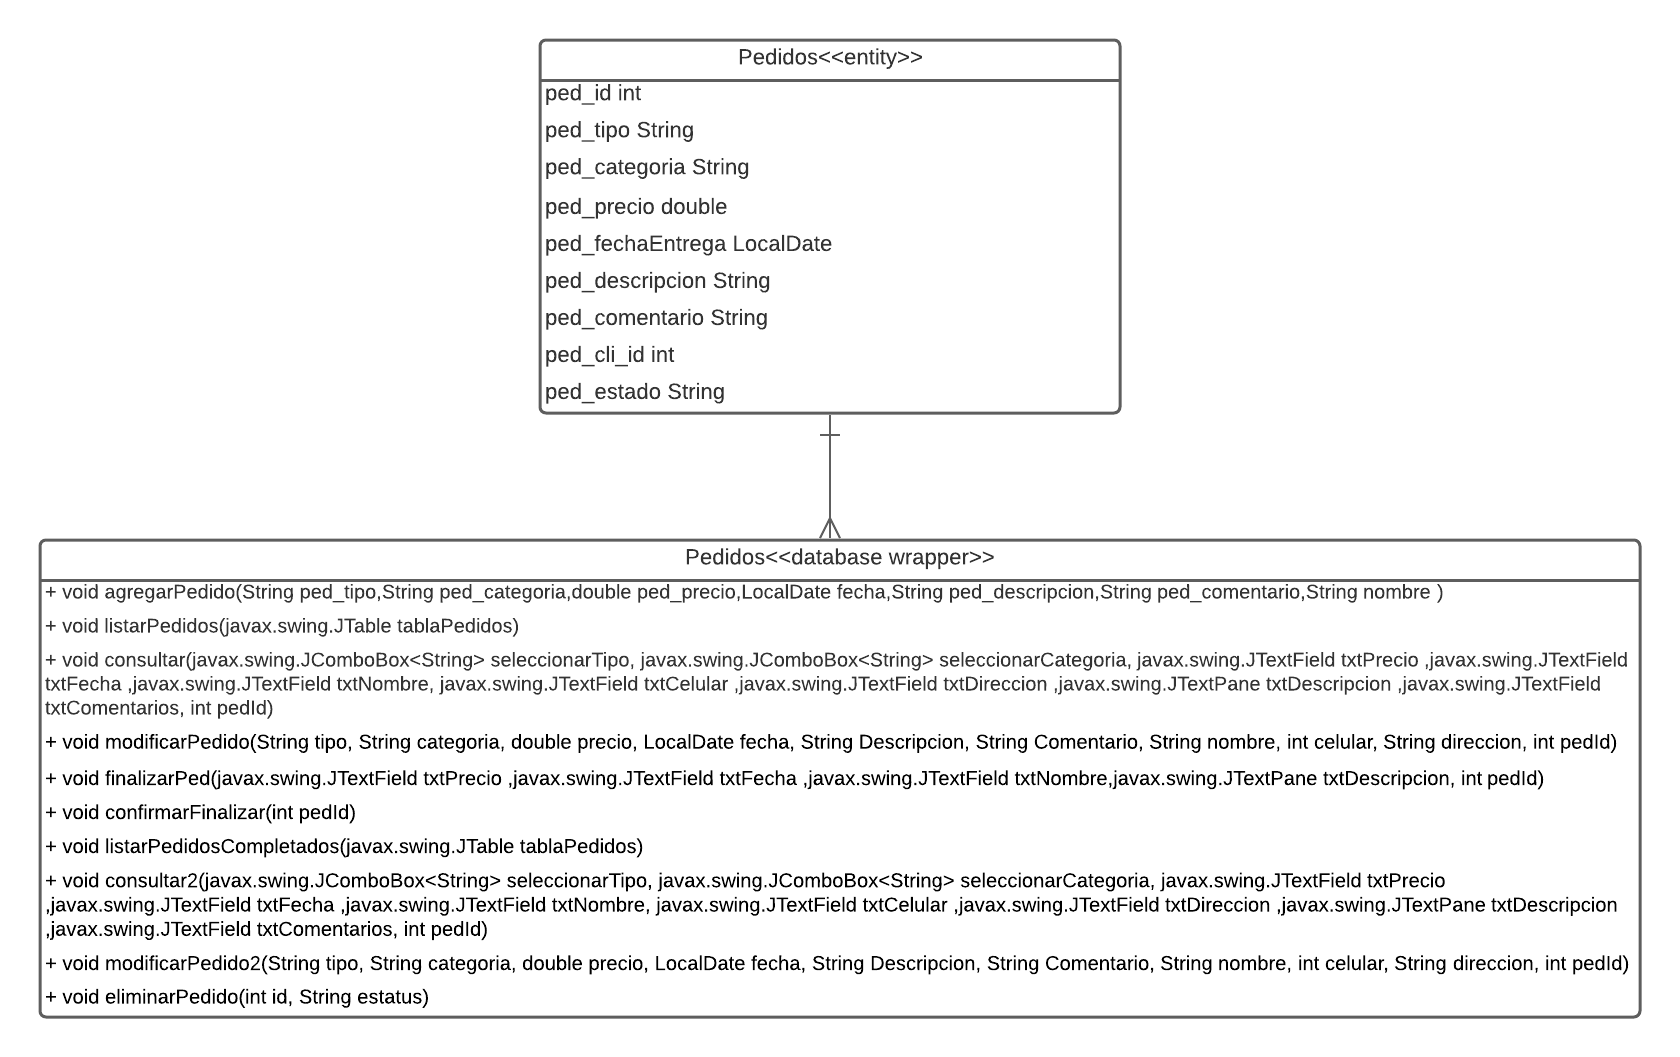 Pedidos<<entity>>
ped_id int
ped_tipo String
ped_categoria String
ped_precio double
ped_fechaEntrega LocalDate
ped_descripcion String
ped_comentario String
ped_cli_id int
ped_estado String
Pedidos<<database wrapper>>
+ void agregarPedido(String ped_tipo,String ped_categoria,double ped_precio,LocalDate fecha,String ped_descripcion,String ped_comentario,String nombre )
+ void listarPedidos(javax.swing.JTable tablaPedidos)
+ void consultar(javax.swing.JComboBox<String> seleccionarTipo, javax.swing.JComboBox<String> seleccionarCategoria, javax.swing.JTextField txtPrecio ,javax.swing.JTextField
txtFecha ,javax.swing.JTextField txtNombre, javax.swing.JTextField txtCelular ,javax.swing.JTextField txtDireccion ,javax.swing.JTextPane txtDescripcion ,javax.swing.JTextField
txtComentarios, int pedId)
+ void modificarPedido(String tipo, String categoria, double precio, LocalDate fecha, String Descripcion, String Comentario, String nombre, int celular, String direccion, int pedId)
+ void finalizarPed(javax.swing.JTextField txtPrecio ,javax.swing.JTextField txtFecha ,javax.swing.JTextField txtNombre,javax.swing.JTextPane txtDescripcion, int pedId)
+ void confirmarFinalizar(int pedId)
+ void listarPedidosCompletados(javax.swing.JTable tablaPedidos)
+ void consultar2(javax.swing.JComboBox<String> seleccionarTipo, javax.swing.JComboBox<String> seleccionarCategoria, javax.swing.JTextField txtPrecio
,javax.swing.JTextField txtFecha ,javax.swing.JTextField txtNombre, javax.swing.JTextField txtCelular ,javax.swing.JTextField txtDireccion ,javax.swing.JTextPane txtDescripcion
,javax.swing.JTextField txtComentarios, int pedId)
+ void modificarPedido2(String tipo, String categoria, double precio, LocalDate fecha, String Descripcion, String Comentario, String nombre, int celular, String direccion, int pedId)
+ void eliminarPedido(int id, String estatus)